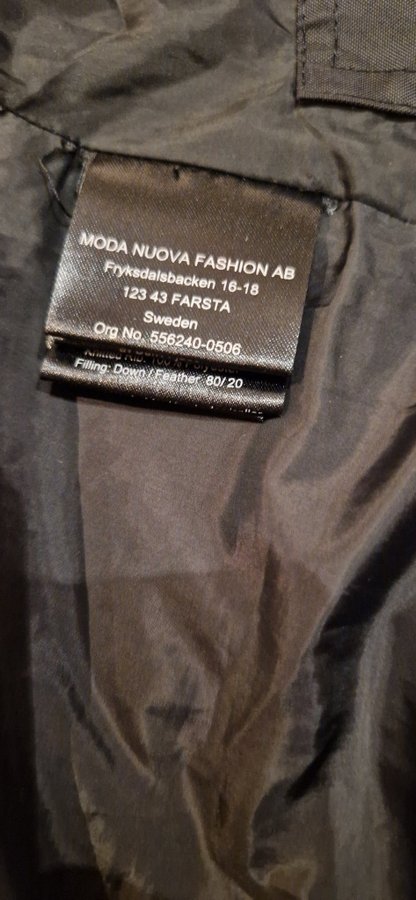 MODA NUOVA FASHION AB
Fryksdalsbacken 16-18
123 43 FARSTA
Sweden
Org No. 556240-0506
Filling: Down / Feather 80/20